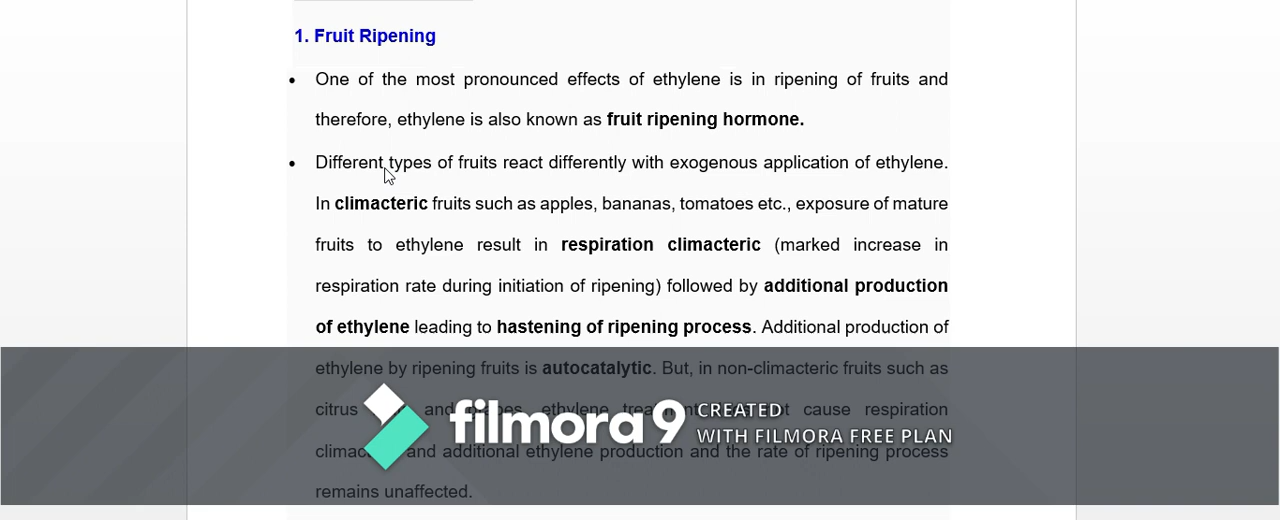 1. Fruit Ripening
• One of the most pronounced effects of ethylene is in ripening of fruits and
therefore, ethylene is also known as fruit ripening hormone.
• Different types of fruits react differently with exogenous application of ethylene.
In climacteric fruits such as apples, bananas, tomatoes etc., exposure of mature
fruits to ethylene result in respiration climacteric (marked increase in
respiration rate during initiation of ripening) followed by additional production
of ethylene leading to hastening of ripening process. Additional production of
ethylene by ripening fruits is autocatalytic. But, in non-climacteric fruits such as
citrus and ethylene cause respiration
and additional ethylene production and the rate of ripening process
remains unaffected.
filmora9
CREATED
WITH FILMORA FREE PLAN